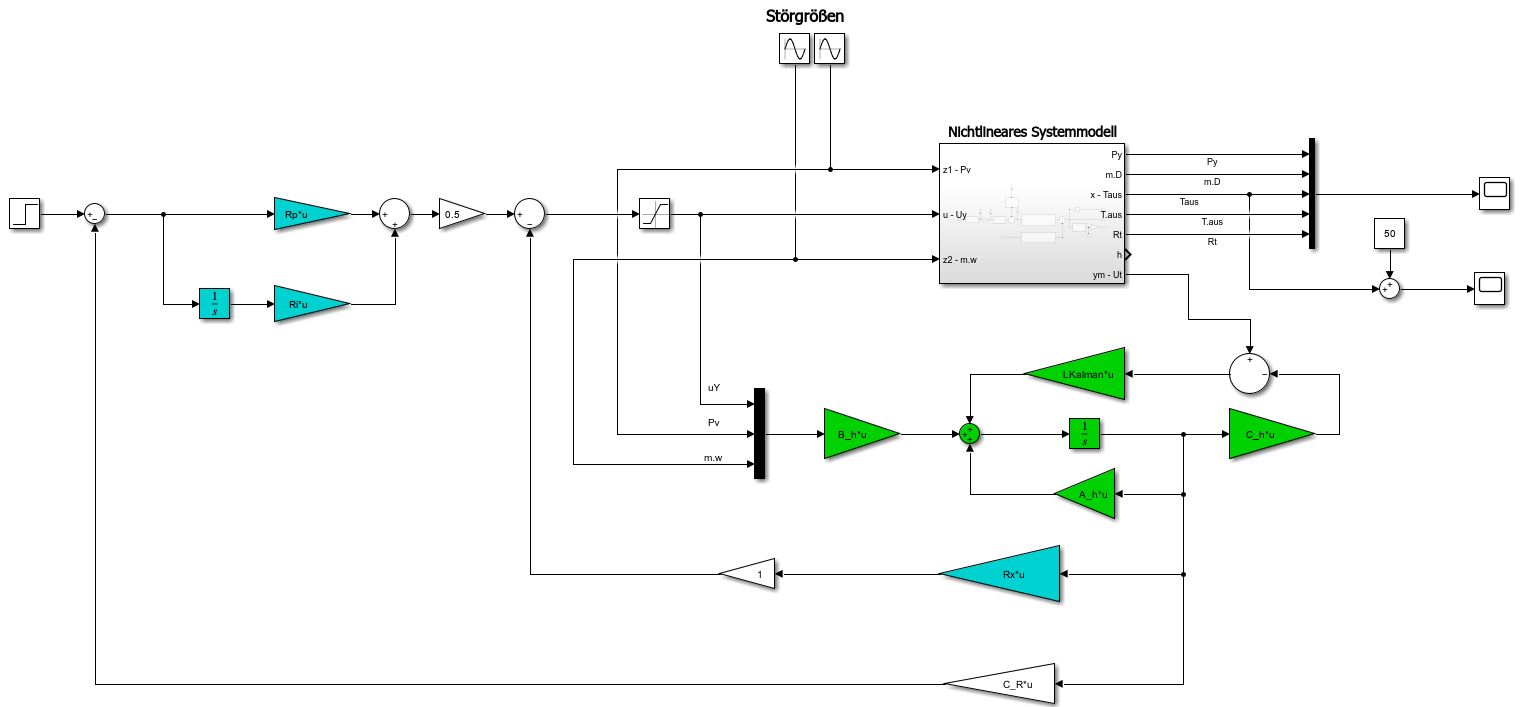 Störgrößen
Nichtlineares Systemmodell
z1 - Pv
u - Uy
z2 - m.w
Py
m.D
x - Taus
T.aus
Rt
h
ym - Ut
Py
m.D
Taus
T.aus
Rt
50
Rp*u
0.5
1
s
Ri*u
uY
Pv
m.w
B_h*u
LKalman*u
1
s
C_h*u
A_h*u
1
Rx*u
C_R*u